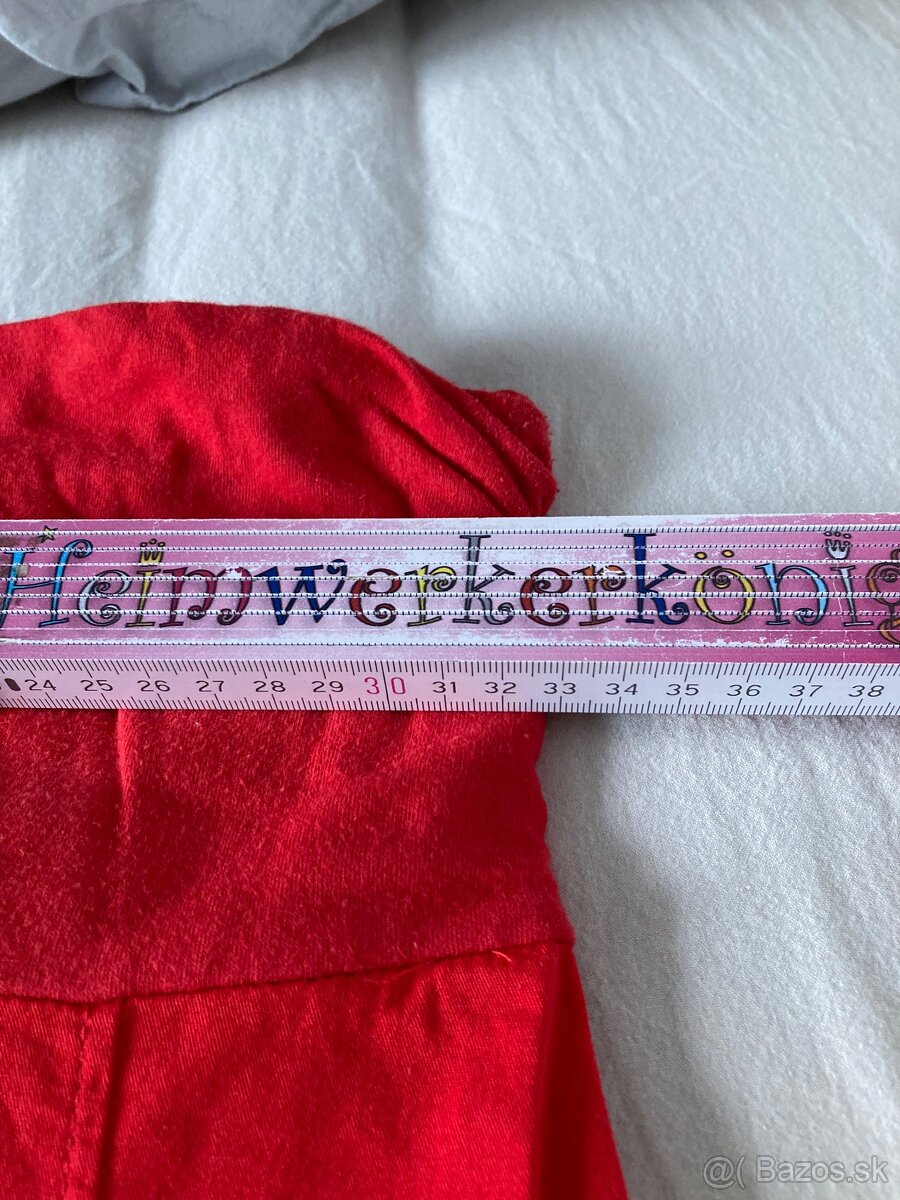 Heimwerkerkönig
24 25 26 27 28 29 30 31 32 33 34 35 36 37 38
@( Bazos.sk